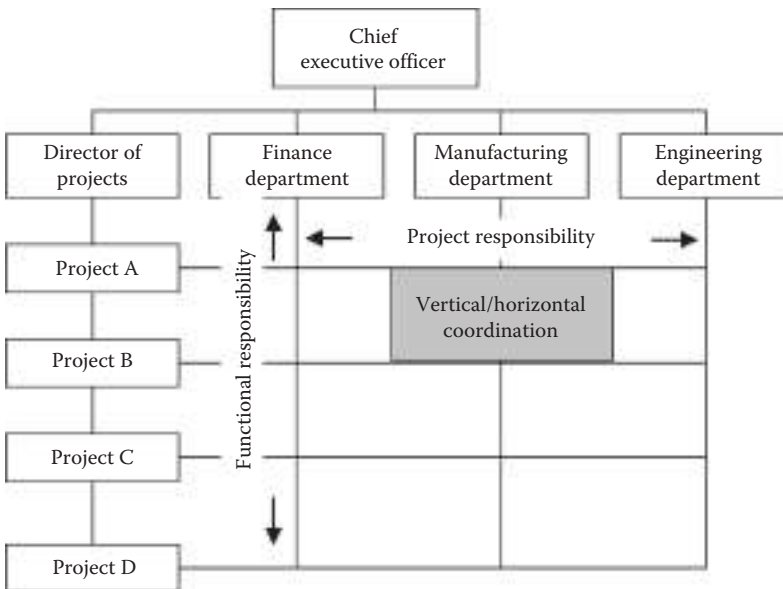 Chief
executive officer
Director of
projects
Finance
department
Manufacturing
department
Engineering
department
Project responsibility
Functional responsibility
Project A
Vertical/horizontal
coordination
Project B
Project C
Project D